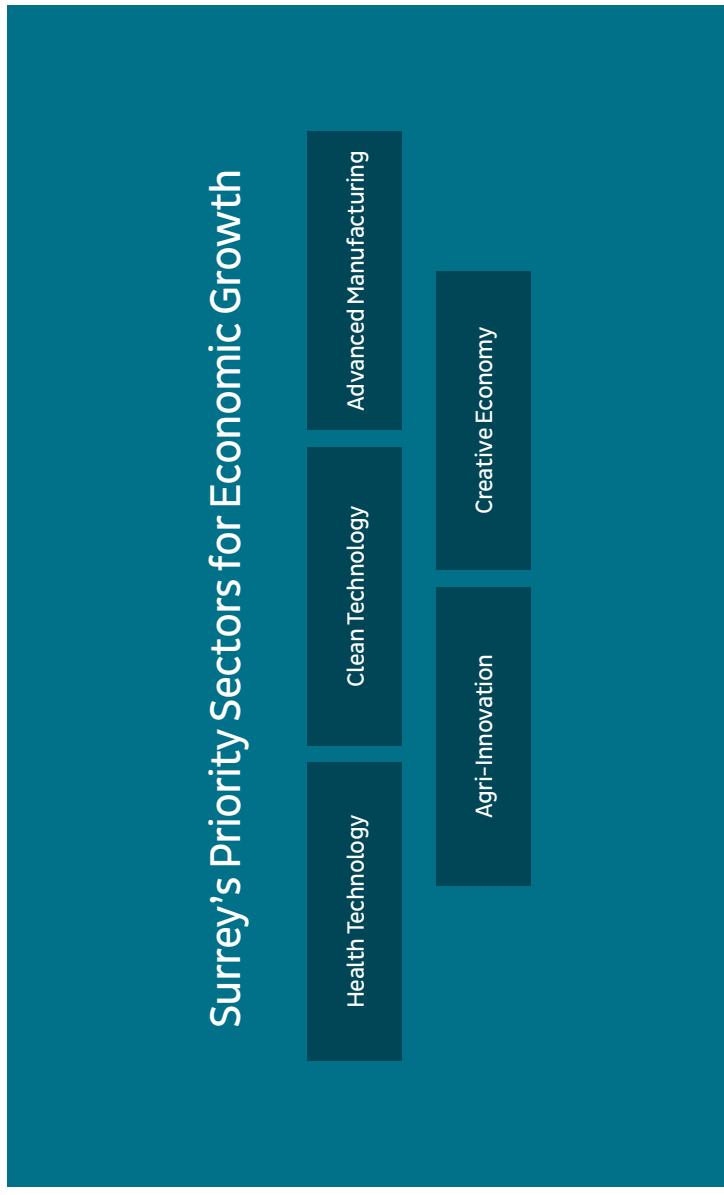 Surrey's Priority Sectors for Economic Growth
Health Technology
Clean Technology
Advanced Manufacturing
Agri-Innovation
Creative Economy